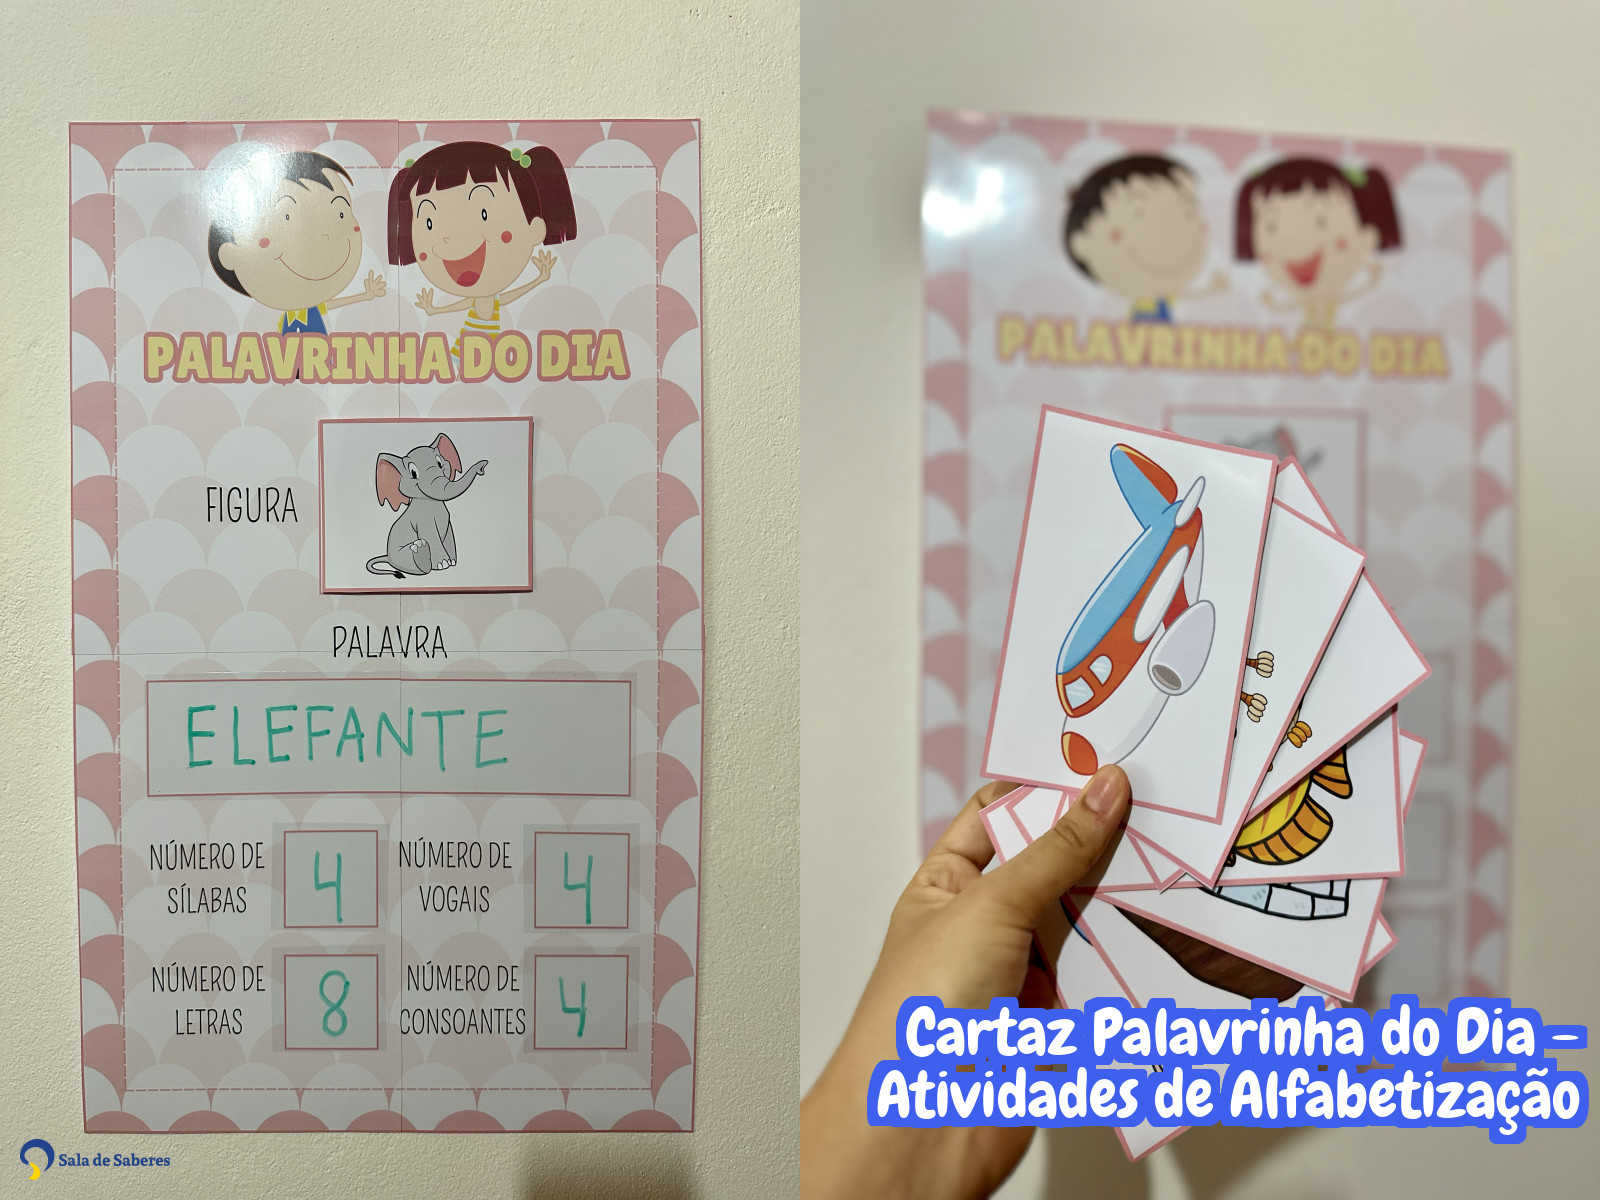 PALAVRINHA DO DIA
FIGURA
PALAVRA
ELEFANTE
NÚMERO DE
SÍLABAS
4
NÚMERO DE
VOGAIS
4
NÚMERO DE
LETRAS
8
NÚMERO DE
CONSOANTES
4
Sala de Saberes
PALAVRINHA DO DIA
Cartaz Palavrinha do Dia –
Atividades de Alfabetização